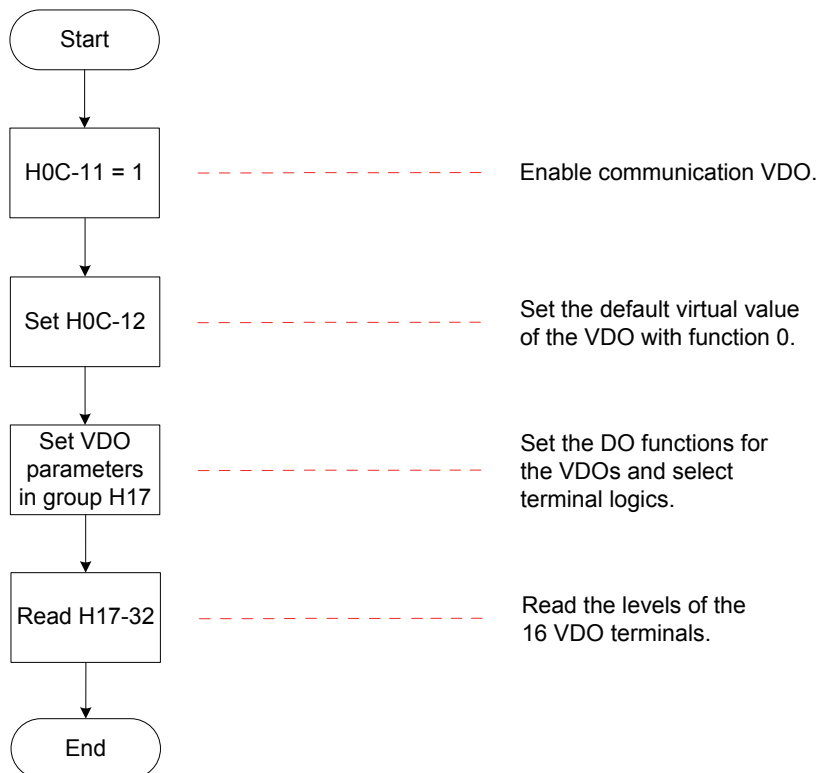 Start
H0C-11 = 1
Enable communication VDO.
Set H0C-12
Set the default virtual value
of the VDO with function 0.
Set VDO
parameters
in group H17
Set the DO functions for
the VDOs and select
terminal logics.
Read H17-32
Read the levels of the
16 VDO terminals.
End